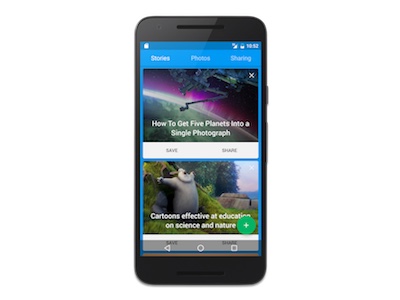 10:52
Stories Photos Sharing
How To Get Five Planets Into a
Single Photograph
SAVE SHARE
Cartoons effective at education
on science and nature
SAVE SHARE